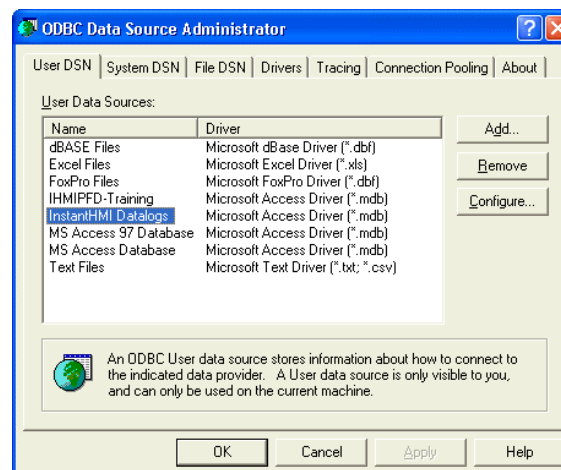 ODBC Data Source Administrator
User DSN System DSN File DSN Drivers Tracing Connection Pooling About
User Data Sources:
Name Driver
dBASE Files Microsoft dBase Driver (*.dbf)
Excel Files Microsoft Excel Driver (*.xls)
FoxPro Files Microsoft FoxPro Driver (*.dbf)
IHMIPFD-Training Microsoft Access Driver (*.mdb)
InstantHMI Datalogs Microsoft Access Driver (*.mdb)
MS Access 97 Database Microsoft Access Driver (*.mdb)
MS Access Database Microsoft Access Driver (*.mdb)
Text Files Microsoft Text Driver (*.txt; *.csv)
Add...
Remove
Configure...
An ODBC User data source stores information about how to connect to
the indicated data provider. A User data source is only visible to you,
and can only be used on the current machine.
OK Cancel Apply Help